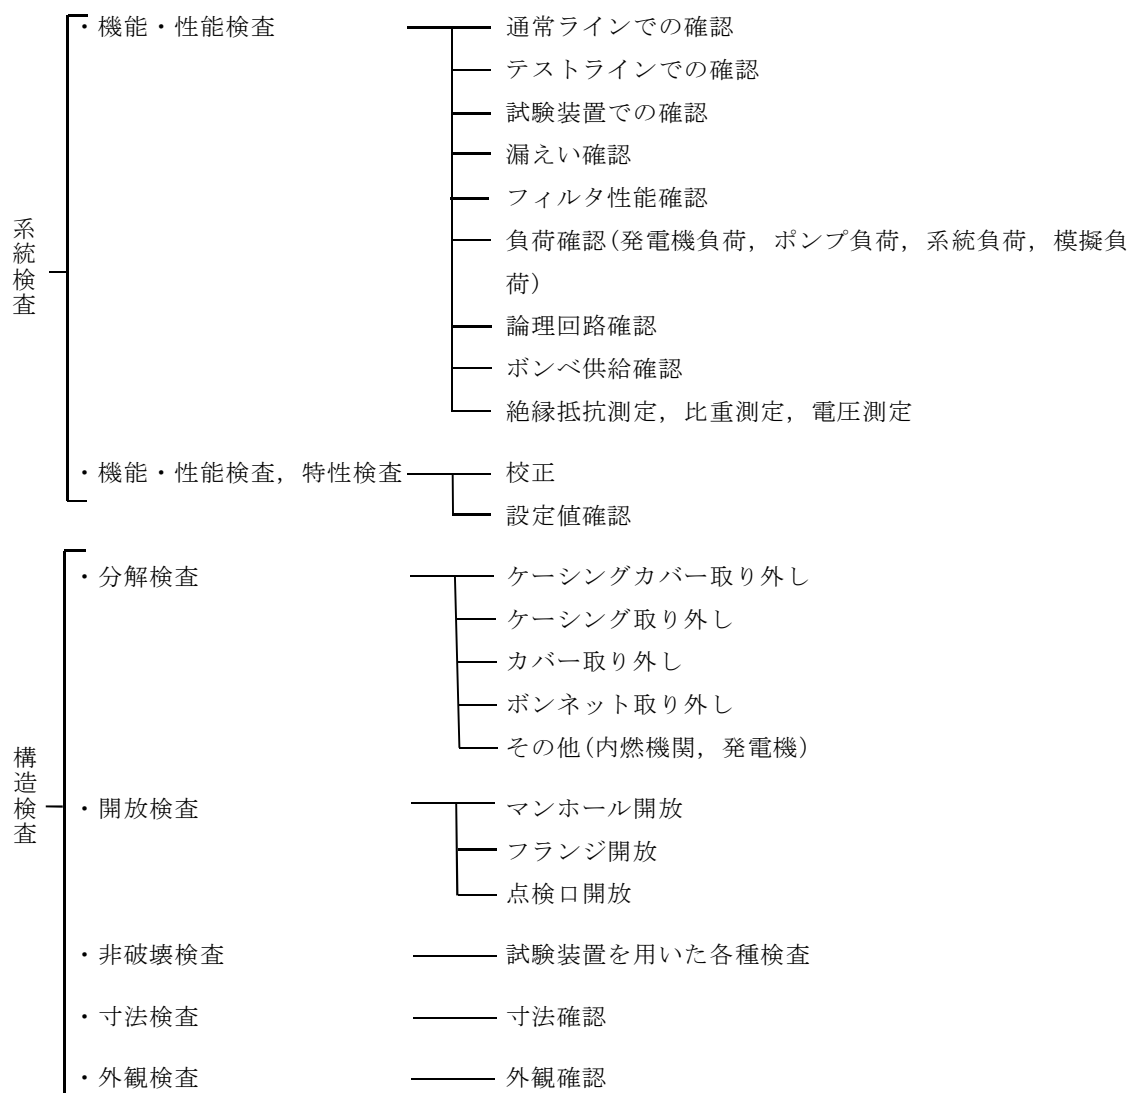 系統検査
・機能・性能検査
通常ラインでの確認
テストラインでの確認
試験装置での確認
漏えい確認
フィルタ性能確認
負荷確認(発電機負荷，ポンプ負荷，系統負荷，模擬負
荷)
論理回路確認
ボンベ供給確認
絶縁抵抗測定，比重測定，電圧測定
・機能・性能検査，特性検査
校正
設定値確認
構造検査
・分解検査
ケーシングカバー取り外し
ケーシング取り外し
カバー取り外し
ボンネット取り外し
その他(内燃機関，発電機)
・開放検査
マンホール開放
フランジ開放
点検口開放
・非破壊検査
試験装置を用いた各種検査
・寸法検査
寸法確認
・外観検査
外観確認